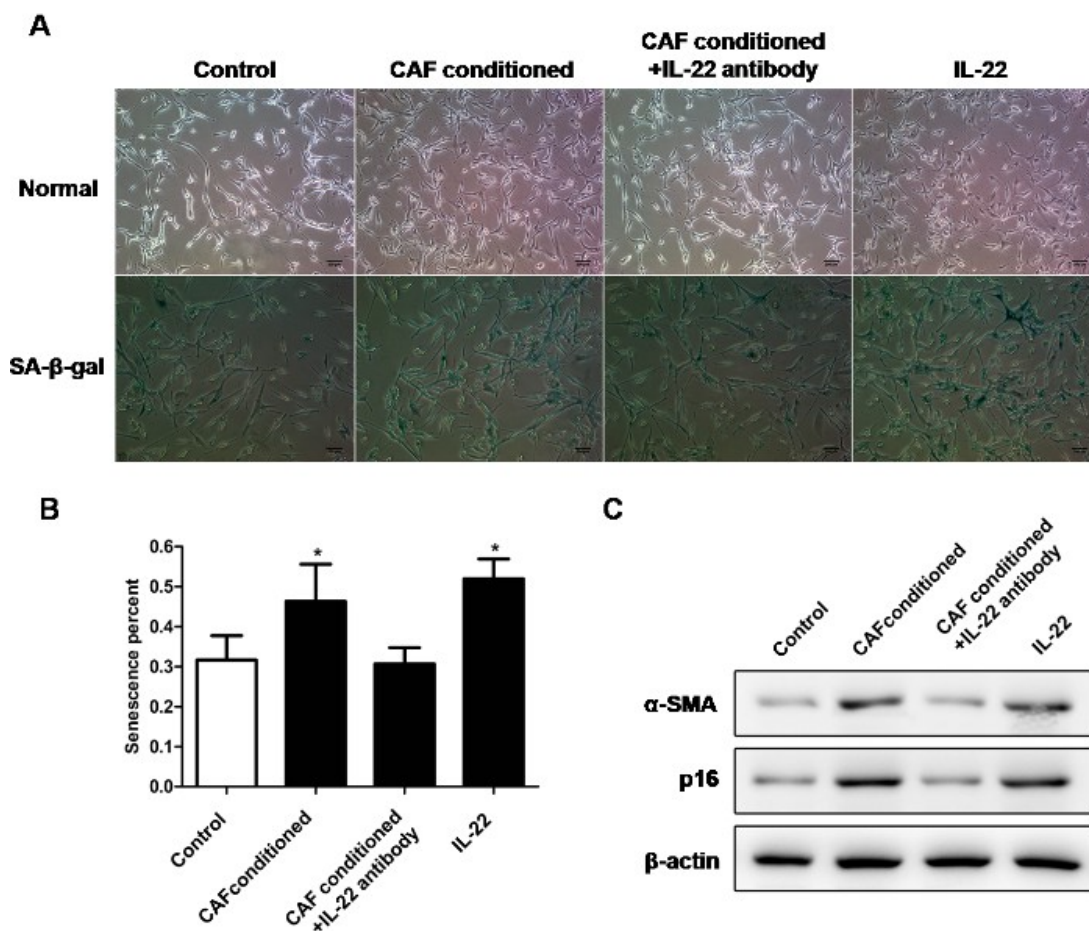 A
Control
CAF conditioned
CAF conditioned
+IL-22 antibody
IL-22
Normal
SA-β-gal
B
Senescence percent
0.6
0.5
0.4
0.3
0.2
0.1
0.0
*
*
Control
CAFconditioned
CAF conditioned
+IL-22 antibody
IL-22
C
Control
CAFconditioned
CAF conditioned
+IL-22 antibody
IL-22
α-SMA
p16
β-actin